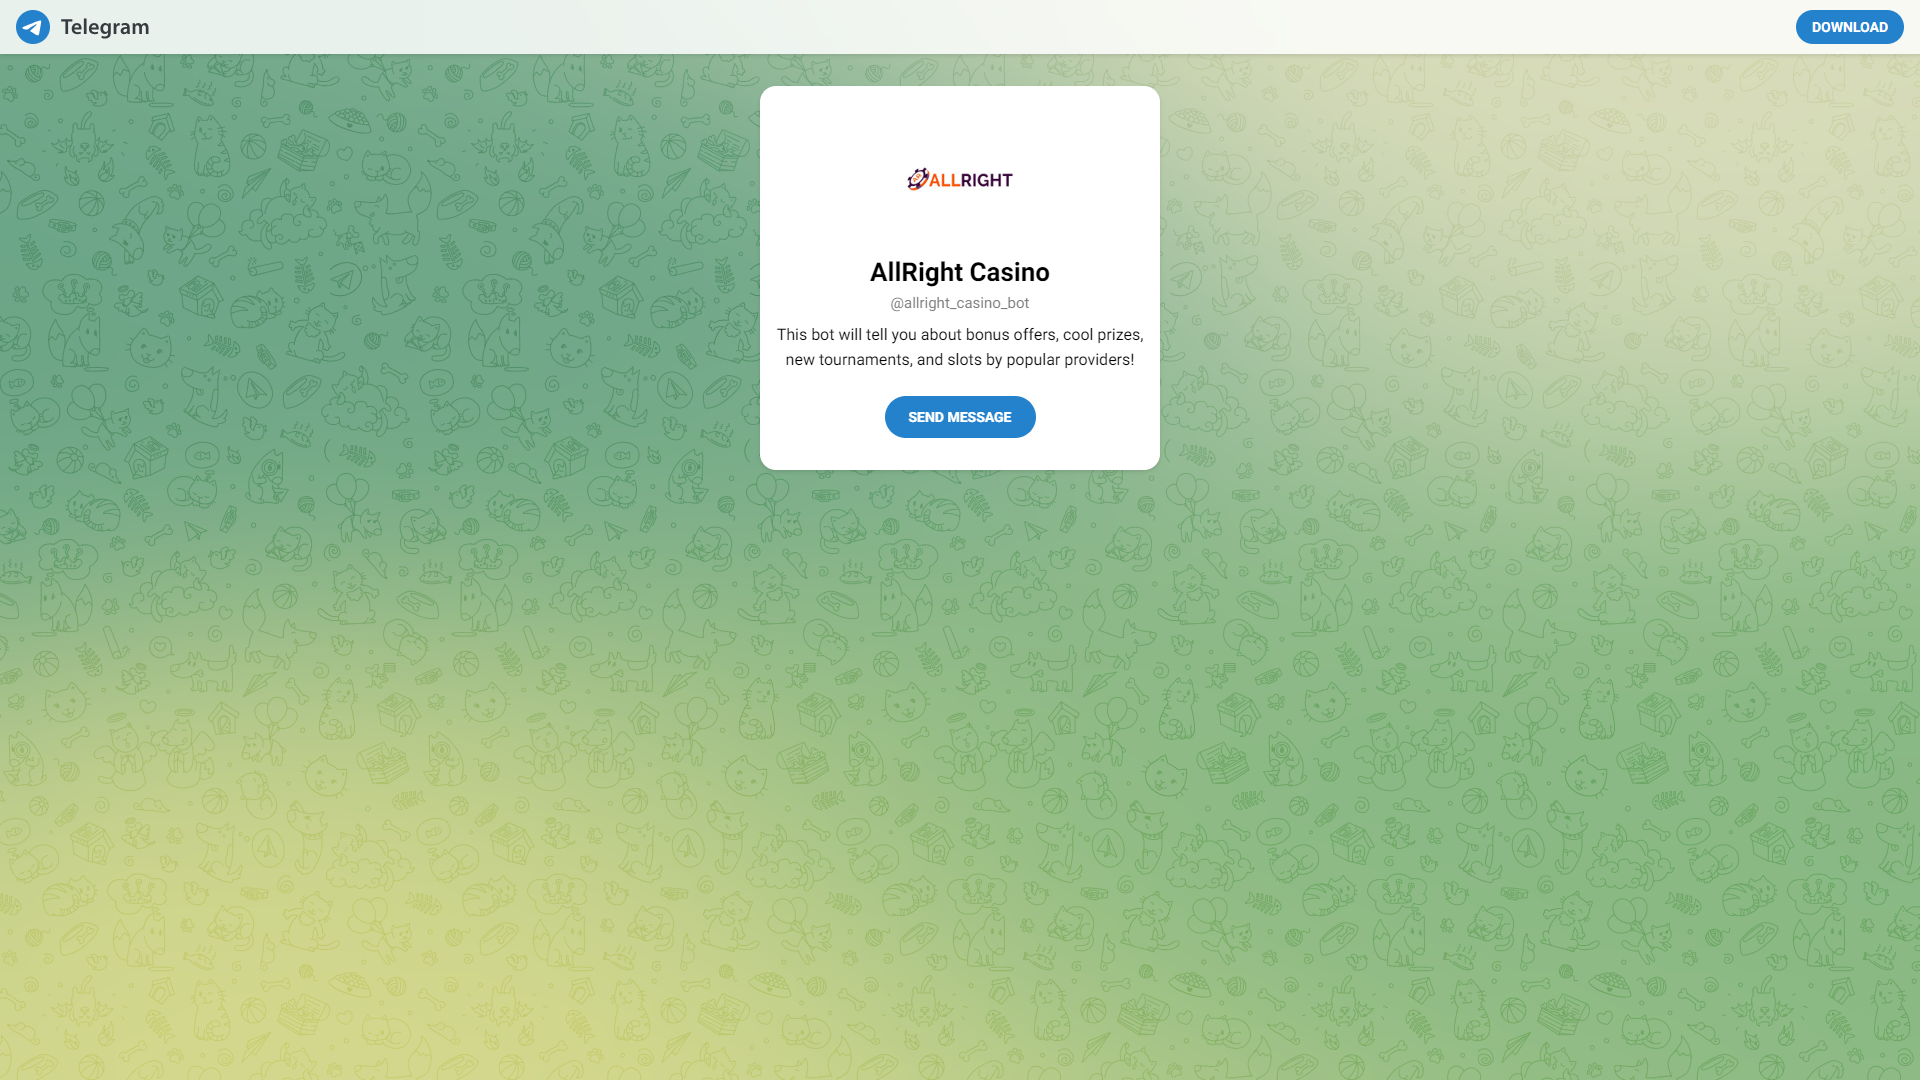 Telegram
DOWNLOAD
ALLRIGHT
AllRight Casino
@allright_casino_bot
This bot will tell you about bonus offers, cool prizes,
new tournaments, and slots by popular providers!
SEND MESSAGE